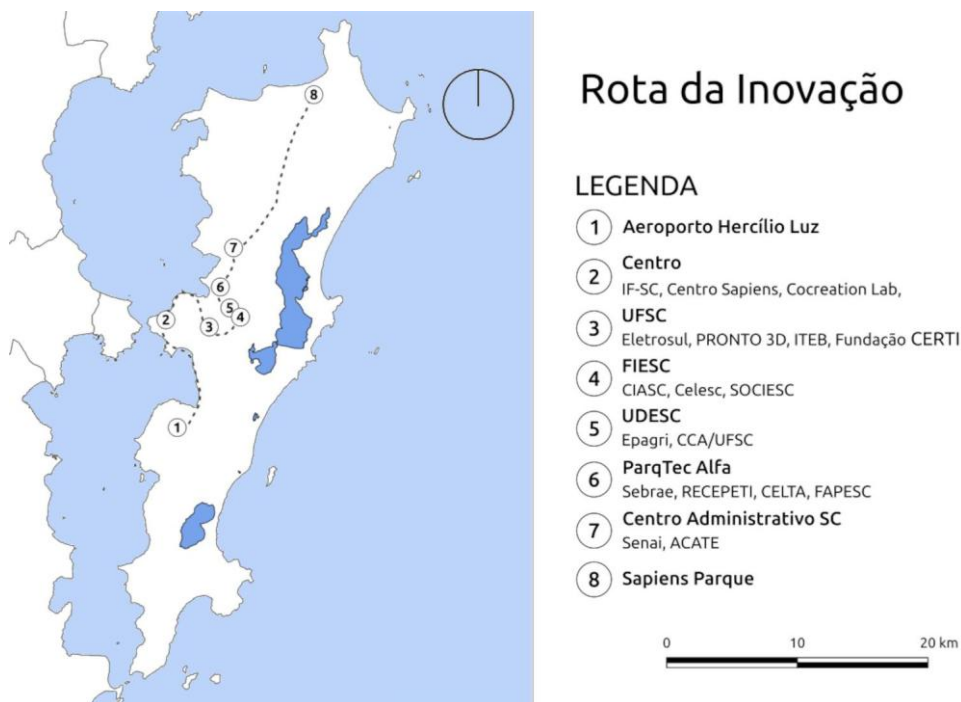 Rota da Inovação
LEGENDA
1 Aeroporto Hercílio Luz
2 Centro
IF-SC, Centro Sapiens, Cocreation Lab,
3 UFSC
Eletrosul, PRONTO 3D, ITEB, Fundação CERTI
4 FIESC
CIASC, Celesc, SOCIESC
5 UDESC
Epagri, CCA/UFSC
6 ParqTec Alfa
Sebrae, RECEPETI, CELTA, FAPESC
7 Centro Administrativo SC
Senai, ACATE
8 Sapiens Parque
0 10 20 km
8
7
6
5
4
2
3
1